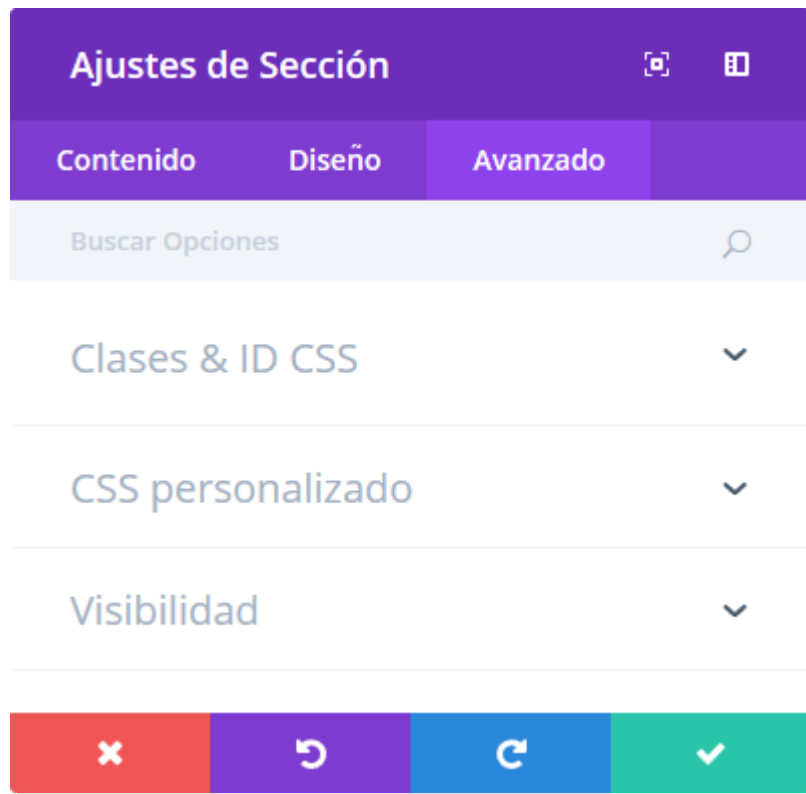 Ajustes de Sección
Contenido Diseño Avanzado
Buscar Opciones
Clases & ID CSS
CSS personalizado
Visibilidad